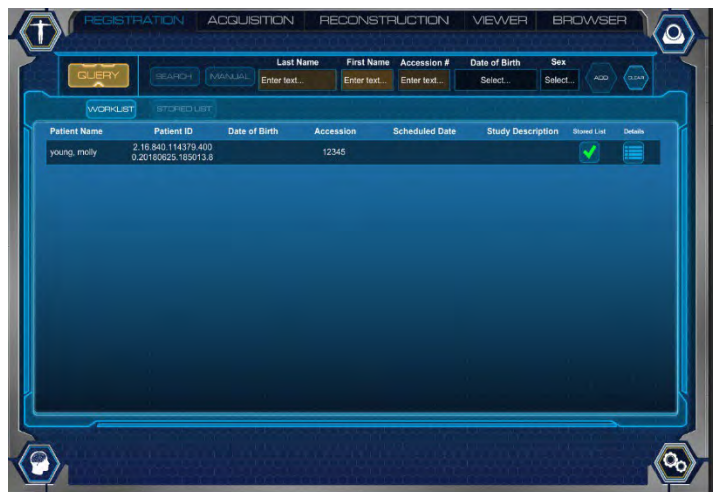 REGISTRATION ACQUISITION RECONSTRUCTION VIEWER BROWSER
Last Name First Name Accession # Date of Birth Sex
QUERY SEARCH MANUAL Enter text... Enter text... Enter text... Select... Select... ADD CLEAR
WORKLIST STORED LIST
Patient Name Patient ID Date of Birth Accession Scheduled Date Study Description Stored List Details
young, molly 2.16.840.114379.400 12345
0.20180625.185013.8